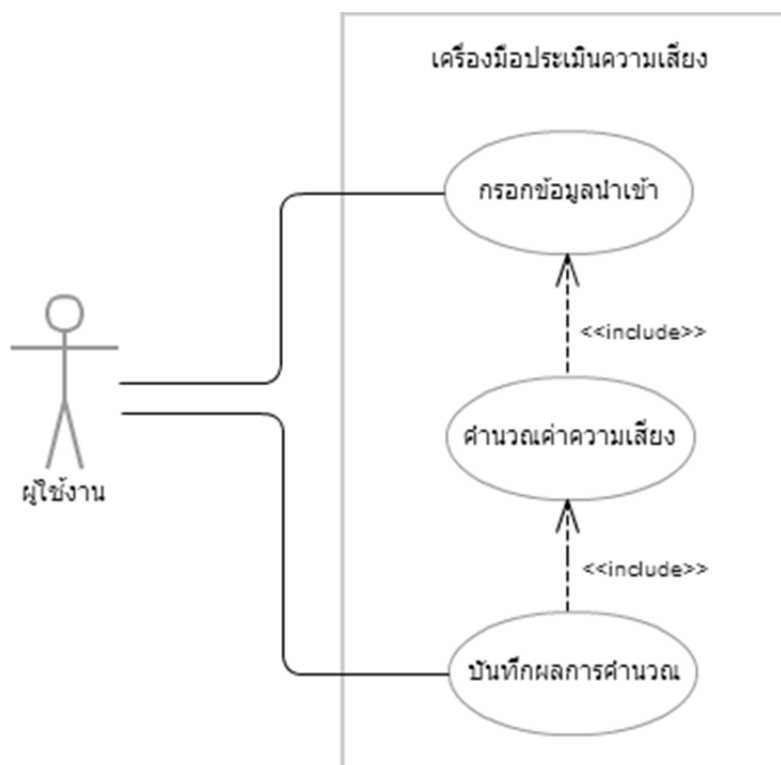 เครื่องมือประเมินความเสี่ยง
กรอกข้อมูลนำเข้า
<<include>>
คำนวณค่าความเสี่ยง
ผู้ใช้งาน
<<include>>
บันทึกผลการคำนวณ